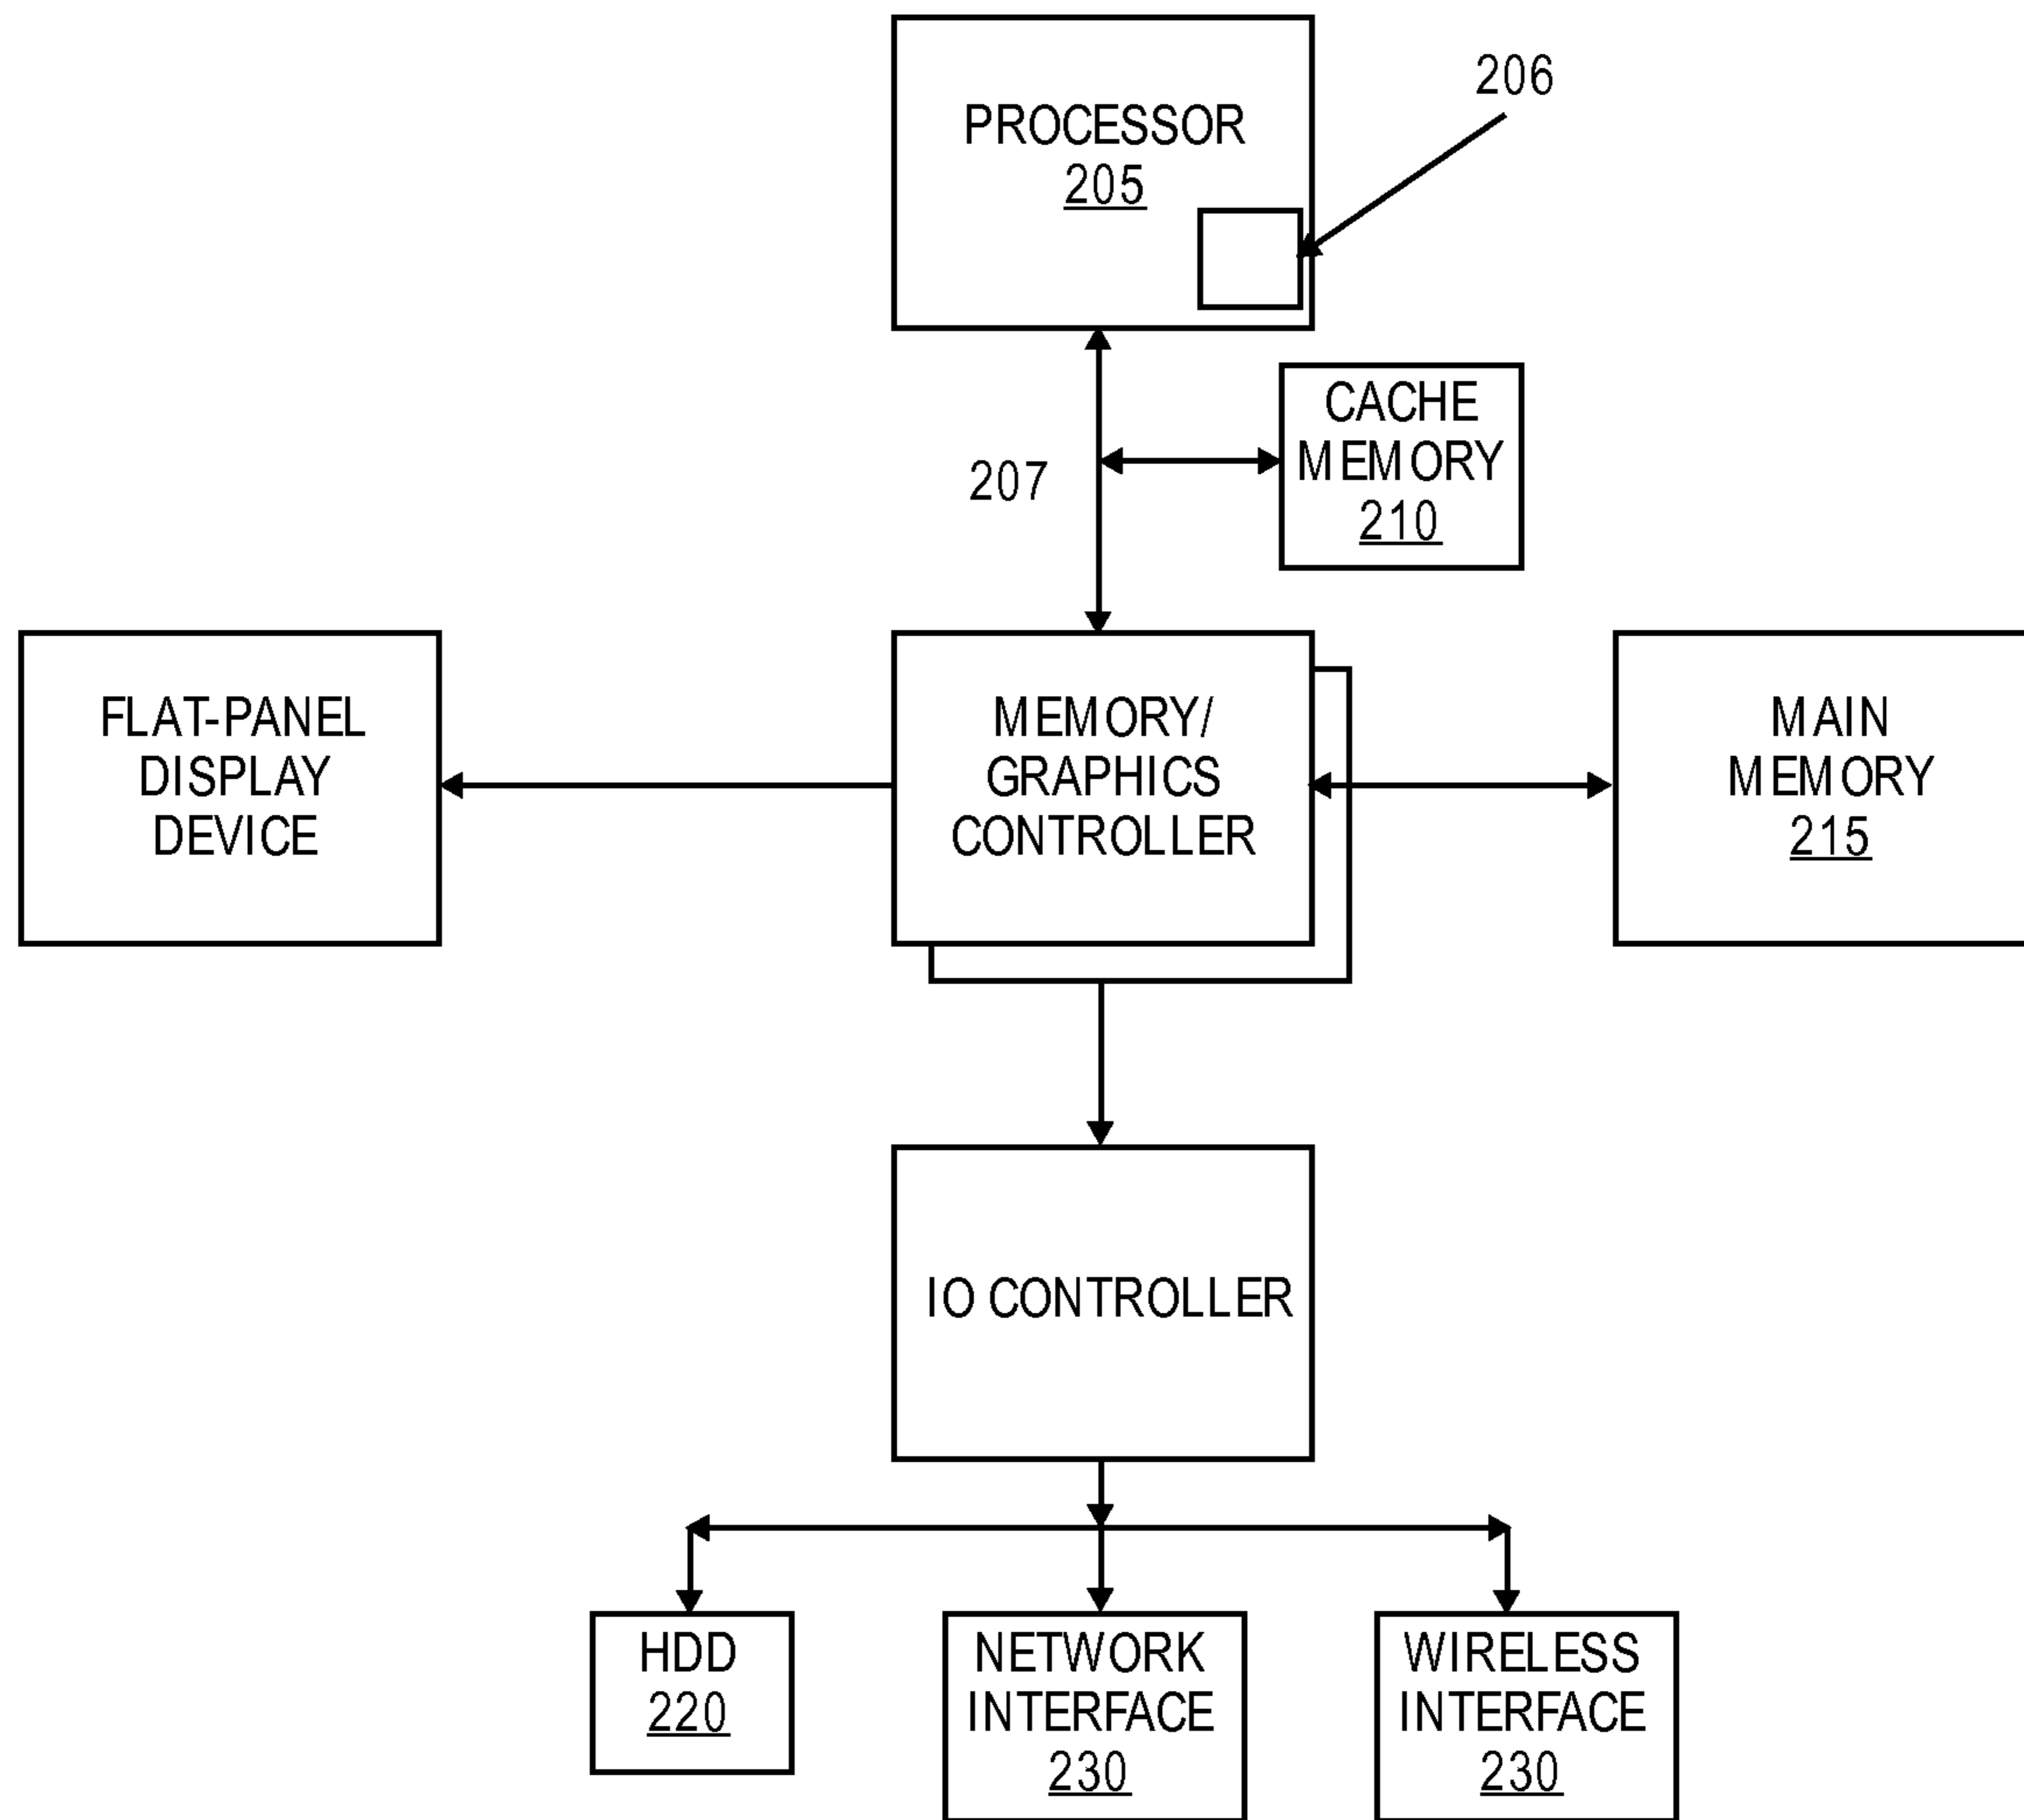 PROCESSOR
205
206
CACHE
MEMORY
210
207
FLAT-PANEL
DISPLAY
DEVICE
MEMORY/
GRAPHICS
CONTROLLER
MAIN
MEMORY
215
IO CONTROLLER
HDD
220
NETWORK
INTERFACE
230
WIRELESS
INTERFACE
230